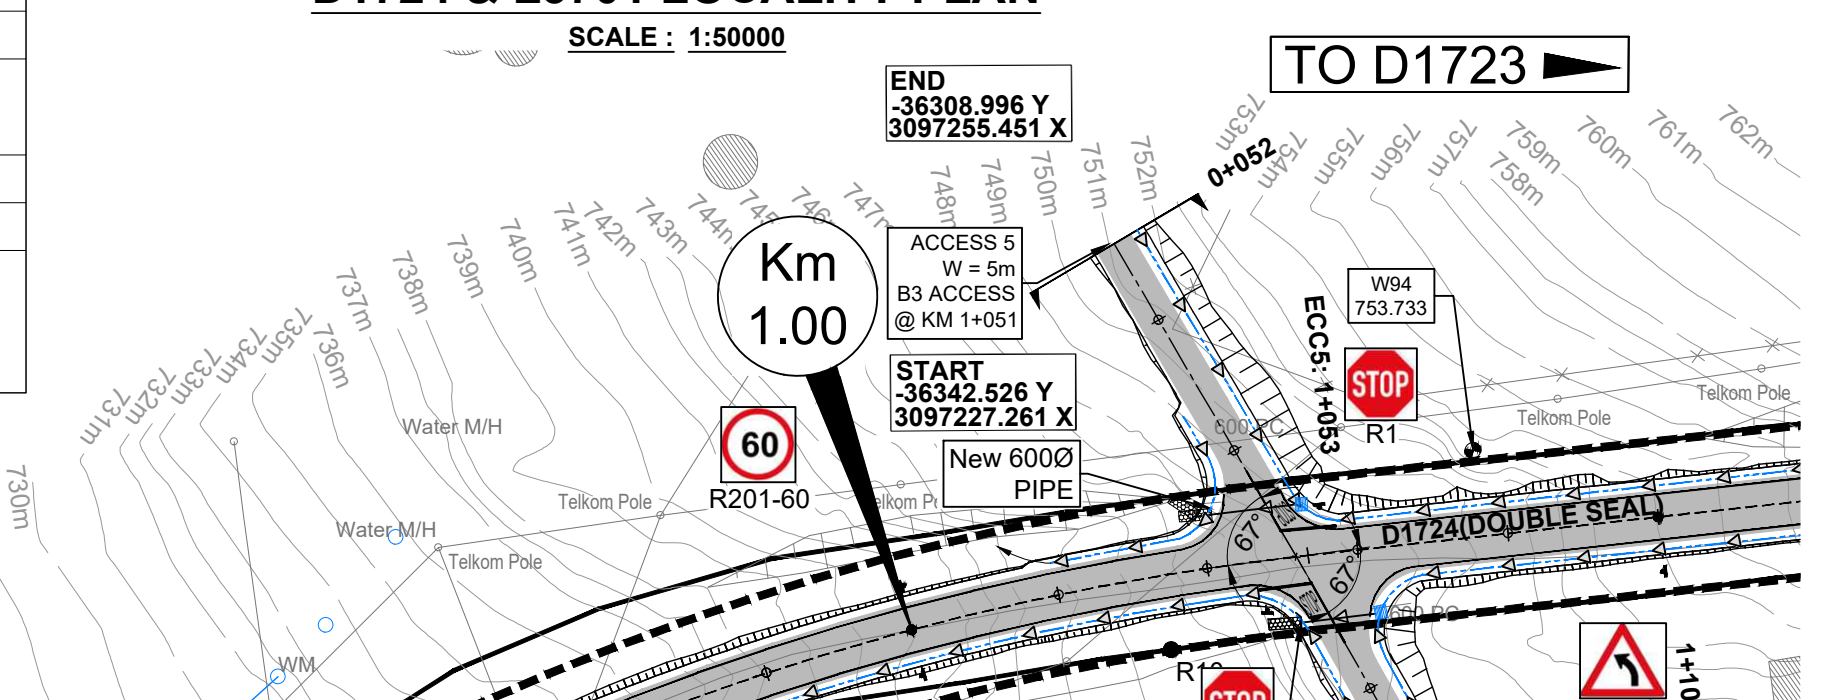 SCALE : 1:50000
TO D1723
END
-36308.996 Y
3097255.451 X
0+052
753m
754m
755m
756m
757m
758m
759m
760m
761m
762m
752m
751m
750m
749m
748m
747m
746
744m
743m
742m
741m
740m
739m
738m
737m
736m
735m
734m
733m
732m
731m
730m
Km
1.00
ACCESS 5
W = 5m
B3 ACCESS
@ KM 1+051
START
-36342.526 Y
3097227.261 X
New 600Ø
PIPE
ECC5: 1+053
W94
753.733
STOP
R1
60
R201-60
Water M/H
Water M/H
Telkom Pole
Telkom Pole
Telkom Pole
Telkom Pole
WM
67°
67°
STOP
D1724(DOUBLE SEAL)
STOP